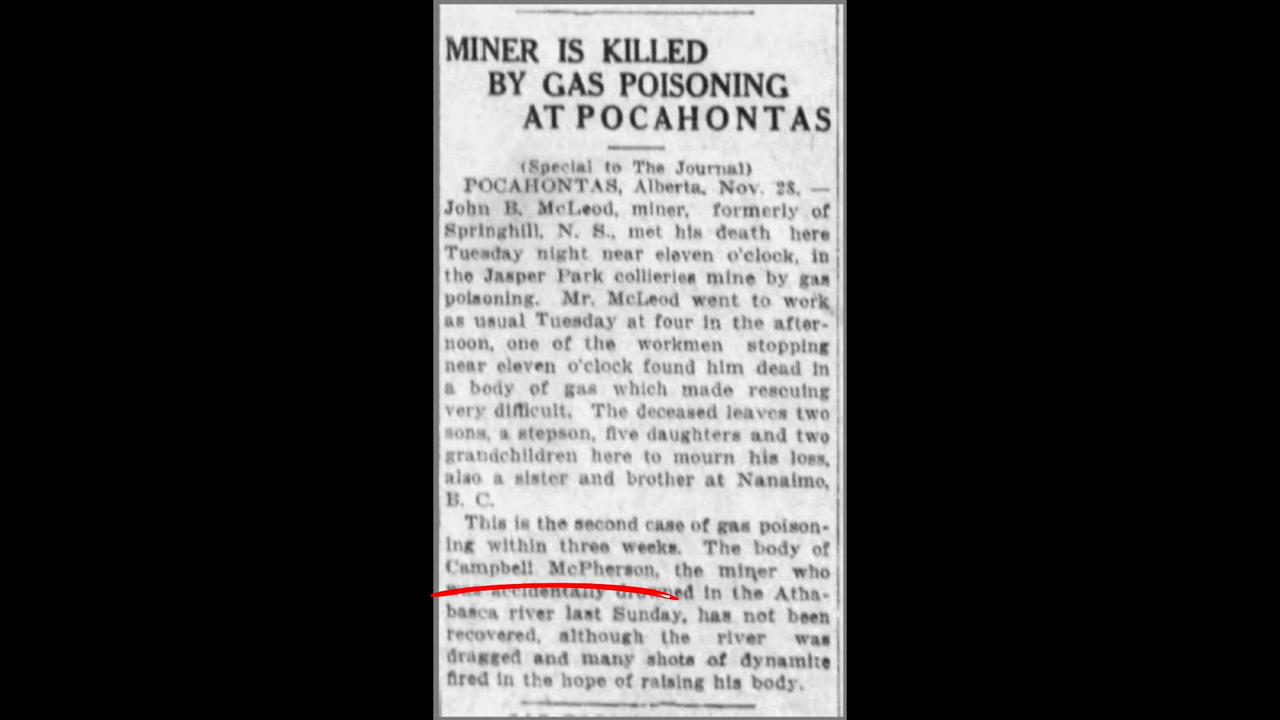 MINER IS KILLED
BY GAS POISONING
AT POCAHONTAS
(Special to The Journal)
POCAHONTAS, Alberta, Nov. 28. —
John B. McLeod, miner, formerly of
Springhill, N. S., met his death here
Tuesday night near eleven o'clock, in
the Jasper Park collieries mine by gas
poisoning. Mr. McLeod went to work
as usual Tuesday at four in the after-
noon, one of the workmen stopping
near eleven o'clock found him dead in
a body of gas which made rescuing
very difficult. The deceased leaves two
sons, a stepson, five daughters and two
grandchildren here to mourn his loss,
also a sister and brother at Nanaimo,
B. C.
This is the second case of gas poison-
ing within three weeks. The body of
Campbell McPherson, the miner who
was accidentally drowned in the Atha-
basca river last Sunday, has not been
recovered, although the river was
dragged and many shots of dynamite
fired in the hope of raising his body.